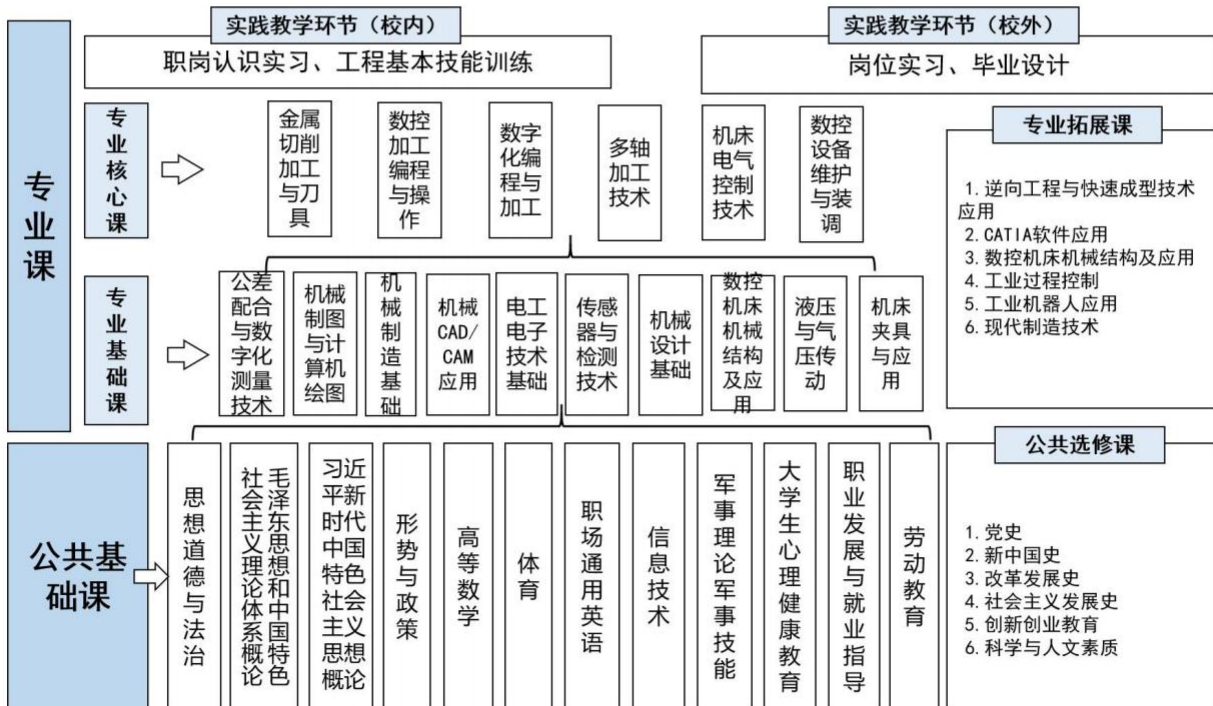 实践教学环节（校内）
职岗认识实习、工程基本技能训练
实践教学环节（校外）
岗位实习、毕业设计
专业课
专业核心课
金属
切削
加工
与刀
具
数控
加工
编程
与操
作
数字
化编
程与
加工
多轴
加工
技术
机床
电气
控制
技术
数控
设备
维护
与装
调
专业拓展课
1. 逆向工程与快速成型技术
应用
2. CATIA软件应用
3. 数控机床机械结构及应用
4. 工业过程控制
5. 工业机器人应用
6. 现代制造技术
专业基础课
公差
配合
与数
字化
测量
技术
机械
制图
与计
算机
绘图
机
械
制
造
基
础
机械
CAD/
CAM
应用
电工
电子
技术
基础
传感
器与
检测
技术
机械
设计
基础
数控
机床
机械
结构
及应
用
液压
与气
压传
动
机床
夹具
与应
用
公共基
础课
思想道德与法治
毛泽东思想和中国特色
社会主义理论体系概论
习近
平新
时代
中国
特色
社会
主义
思想
概论
形势与政策
高等数学
体育
职场通用英语
信息技术
军事理论军事技能
大学生心理健康教育
职业发展与就业指导
劳动教育
公共选修课
1. 党史
2. 新中国史
3. 改革发展史
4. 社会主义发展史
5. 创新创业教育
6. 科学与人文素质